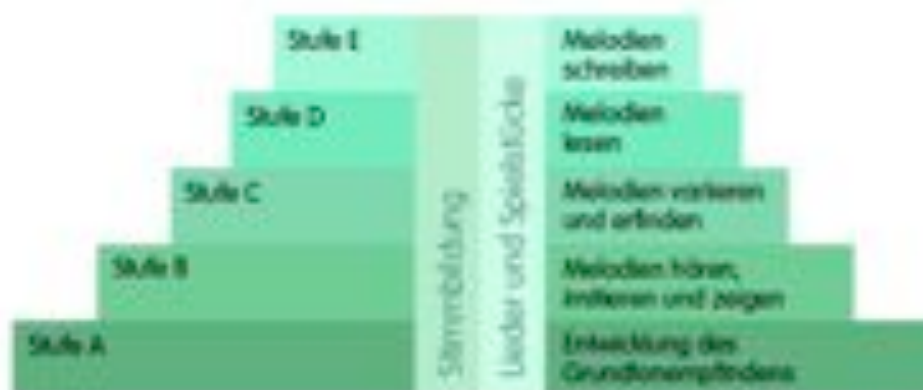 Stufe E
Melodien
schreiben
Stufe D
Melodien
lesen
Stufe C
Melodien variieren
und erfinden
Stufe B
Melodien hören,
imitieren und zeigen
Stufe A
Entwicklung des
Grundtonempfindens
Stimmbildung
Lieder und Spielstücke